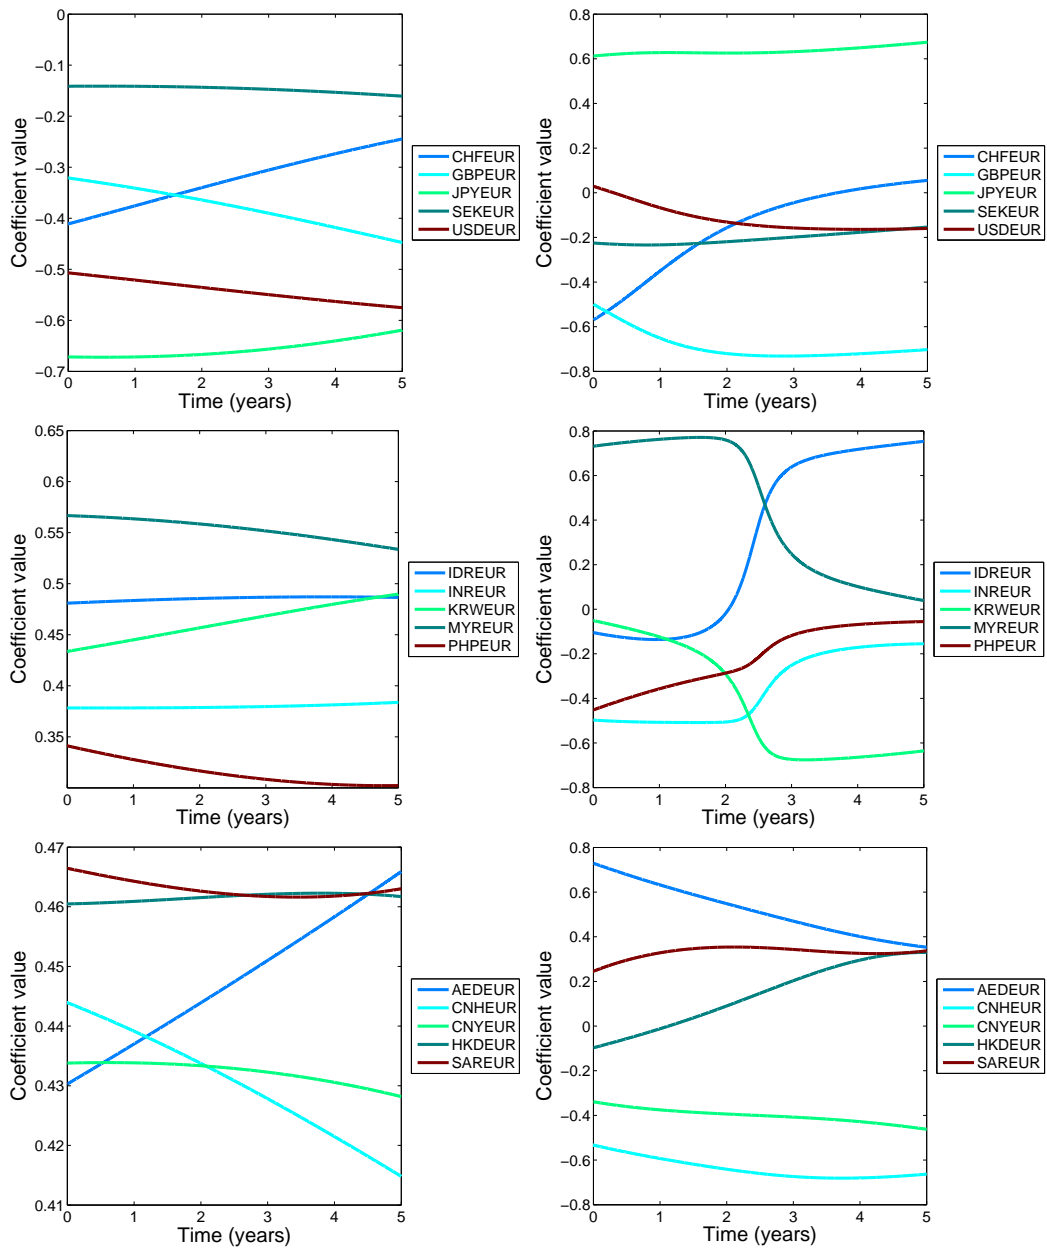 0
−0.1
−0.2
−0.3
−0.4
−0.5
−0.6
−0.7
0 1 2 3 4 5
Coefficient value
Time (years)
CHFEUR
GBPEUR
JPYEUR
SEKEUR
USDEUR
0.8
0.6
0.4
0.2
0
−0.2
−0.4
−0.6
−0.8
0 1 2 3 4 5
Coefficient value
Time (years)
CHFEUR
GBPEUR
JPYEUR
SEKEUR
USDEUR
0.65
0.6
0.55
0.5
0.45
0.4
0.35
0 1 2 3 4 5
Coefficient value
Time (years)
IDREUR
INREUR
KRWEUR
MYREUR
PHPEUR
0.8
0.6
0.4
0.2
0
−0.2
−0.4
−0.6
−0.8
0 1 2 3 4 5
Coefficient value
Time (years)
IDREUR
INREUR
KRWEUR
MYREUR
PHPEUR
0.47
0.46
0.45
0.44
0.43
0.42
0.41
0 1 2 3 4 5
Coefficient value
Time (years)
AEDEUR
CNHEUR
CNYEUR
HKDEUR
SAREUR
0.8
0.6
0.4
0.2
0
−0.2
−0.4
−0.6
−0.8
0 1 2 3 4 5
Coefficient value
Time (years)
AEDEUR
CNHEUR
CNYEUR
HKDEUR
SAREUR